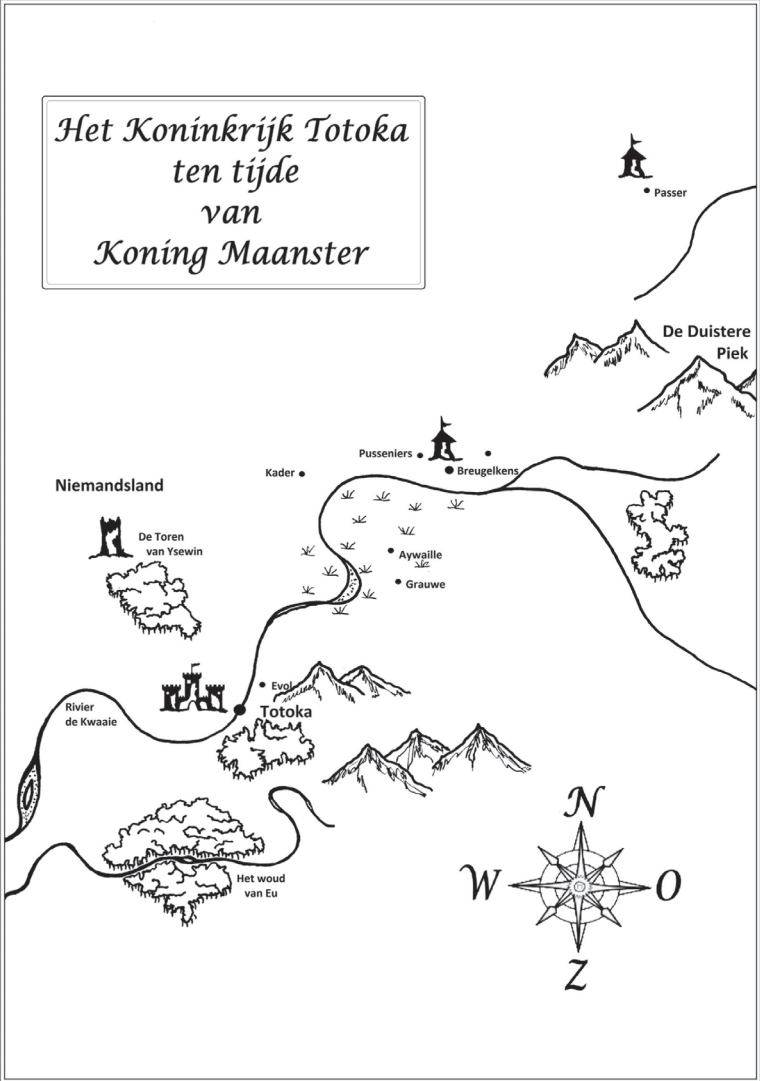 Het Koninkrijk Totoka
ten tijde
van
Koning Maanster
Passer
De Duistere
Piek
Pusseniers
Breugelkens
Kader
Niemandsland
De Toren
van Ysewin
Aywaille
Grauwe
Evol
Totoka
Rivier
de Kwaaie
Het woud
van Eu
N
W
O
Z